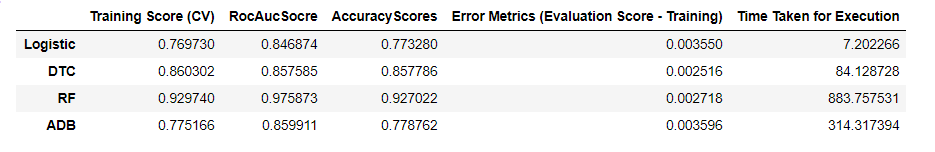 Training Score (CV) RocAucSocre AccuracyScores Error Metrics (Evaluation Score - Training) Time Taken for Execution
Logistic 0.769730 0.846874 0.773280 0.003550 7.202266
DTC 0.860302 0.857585 0.857786 0.002516 84.128728
RF 0.929740 0.975873 0.927022 0.002718 883.757531
ADB 0.775166 0.859911 0.778762 0.003596 314.317394